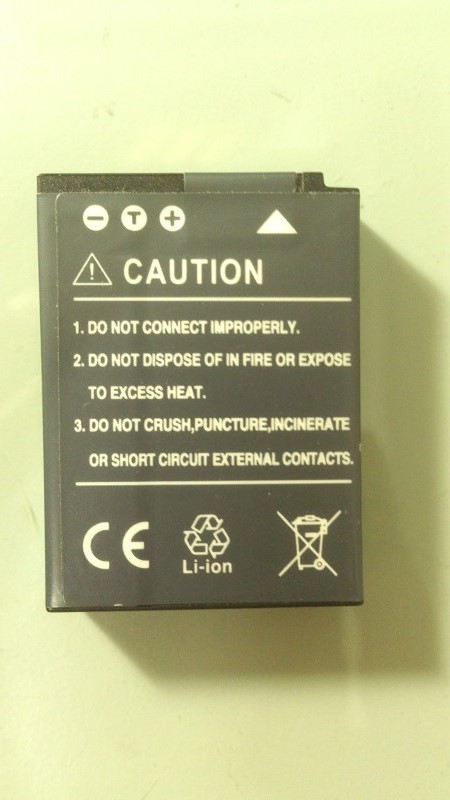 - T +
CAUTION
1. DO NOT CONNECT IMPROPERLY.
2. DO NOT DISPOSE OF IN FIRE OR EXPOSE
TO EXCESS HEAT.
3. DO NOT CRUSH,PUNCTURE,INCINERATE
OR SHORT CIRCUIT EXTERNAL CONTACTS.
CE
Li-ion